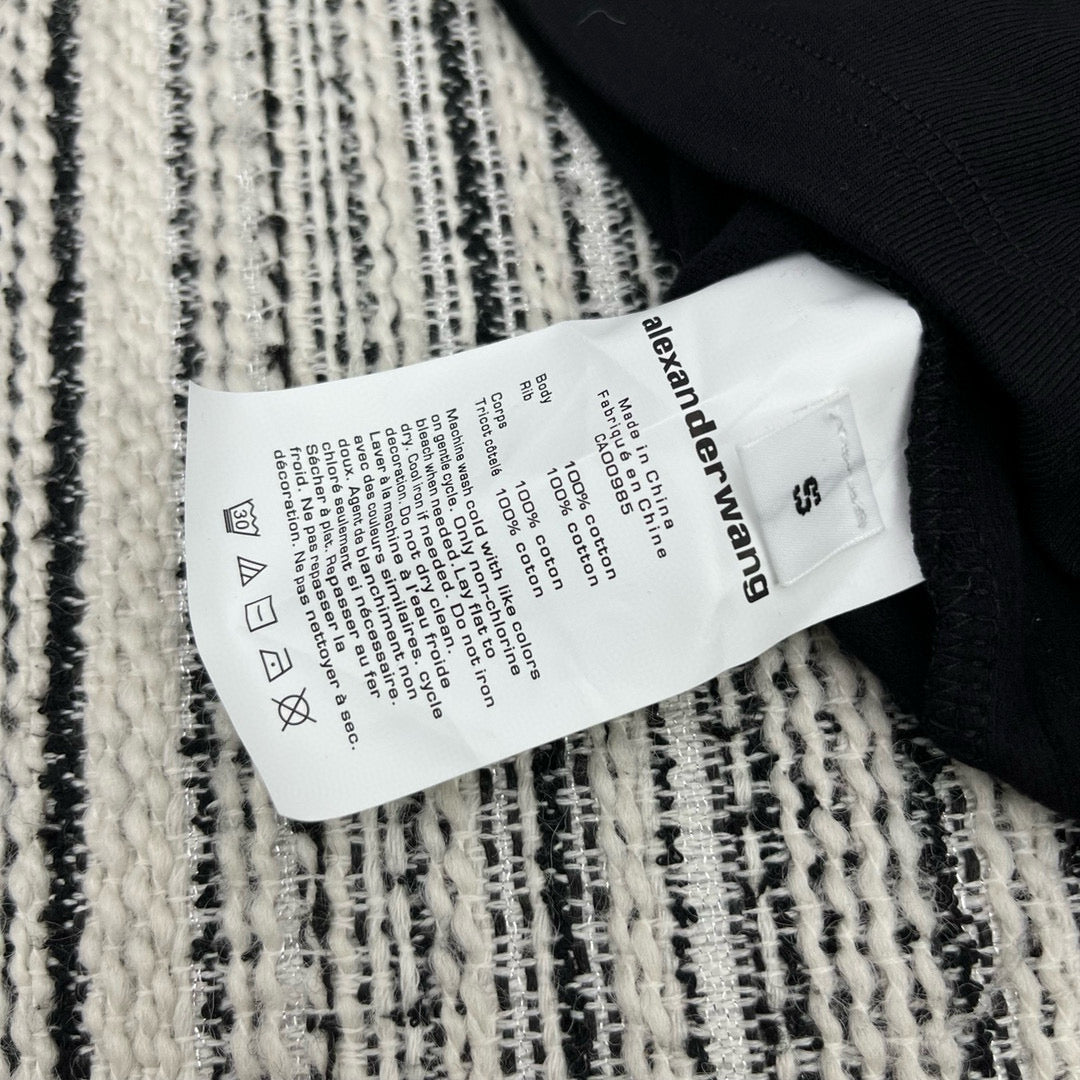 S
alexanderwang
Made in China
Fabriqué en Chine
CA00985
Body 100% cotton
Rib 100% cotton
Corps 100% coton
Tricot côtelé 100% coton
Machine wash cold with like colors
on gentle cycle. Only non-chlorine
bleach when needed. Lay flat to
dry. Cool iron if needed. Do not iron
decoration. Do not dry clean.
Laver à la machine à l'eau froide
avec des couleurs similaires. cycle
doux. Agent de blanchiment non
chloré seulement si nécessaire.
Sécher à plat. Repasser au fer
froid. Ne pas repasser la
décoration. Ne pas nettoyer à sec.
30